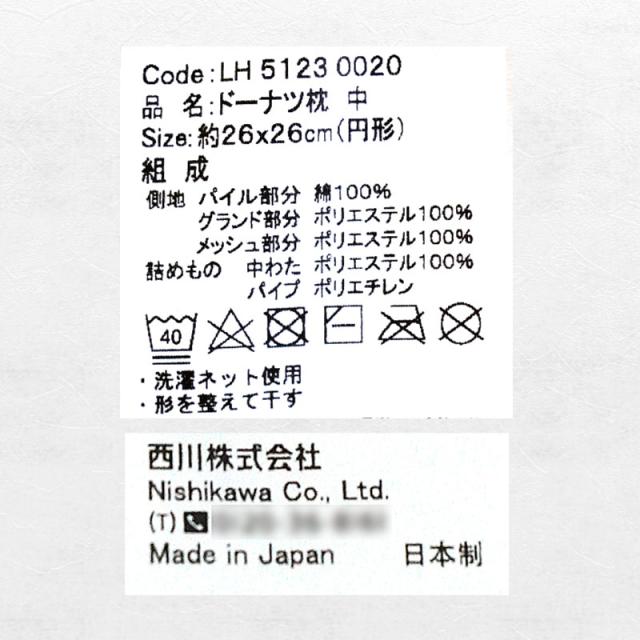 Code:LH 5123 0020
品 名:ドーナツ枕 中
Size:約26x26cm(円形)
組 成
側地 パイル部分 綿100%
グランド部分 ポリエステル100%
メッシュ部分 ポリエステル100%
詰めもの 中わた ポリエステル100%
パイプ ポリエチレン
40
・洗濯ネット使用
・形を整えて干す
西川株式会社
Nishikawa Co., Ltd.
(T)
Made in Japan 日本制